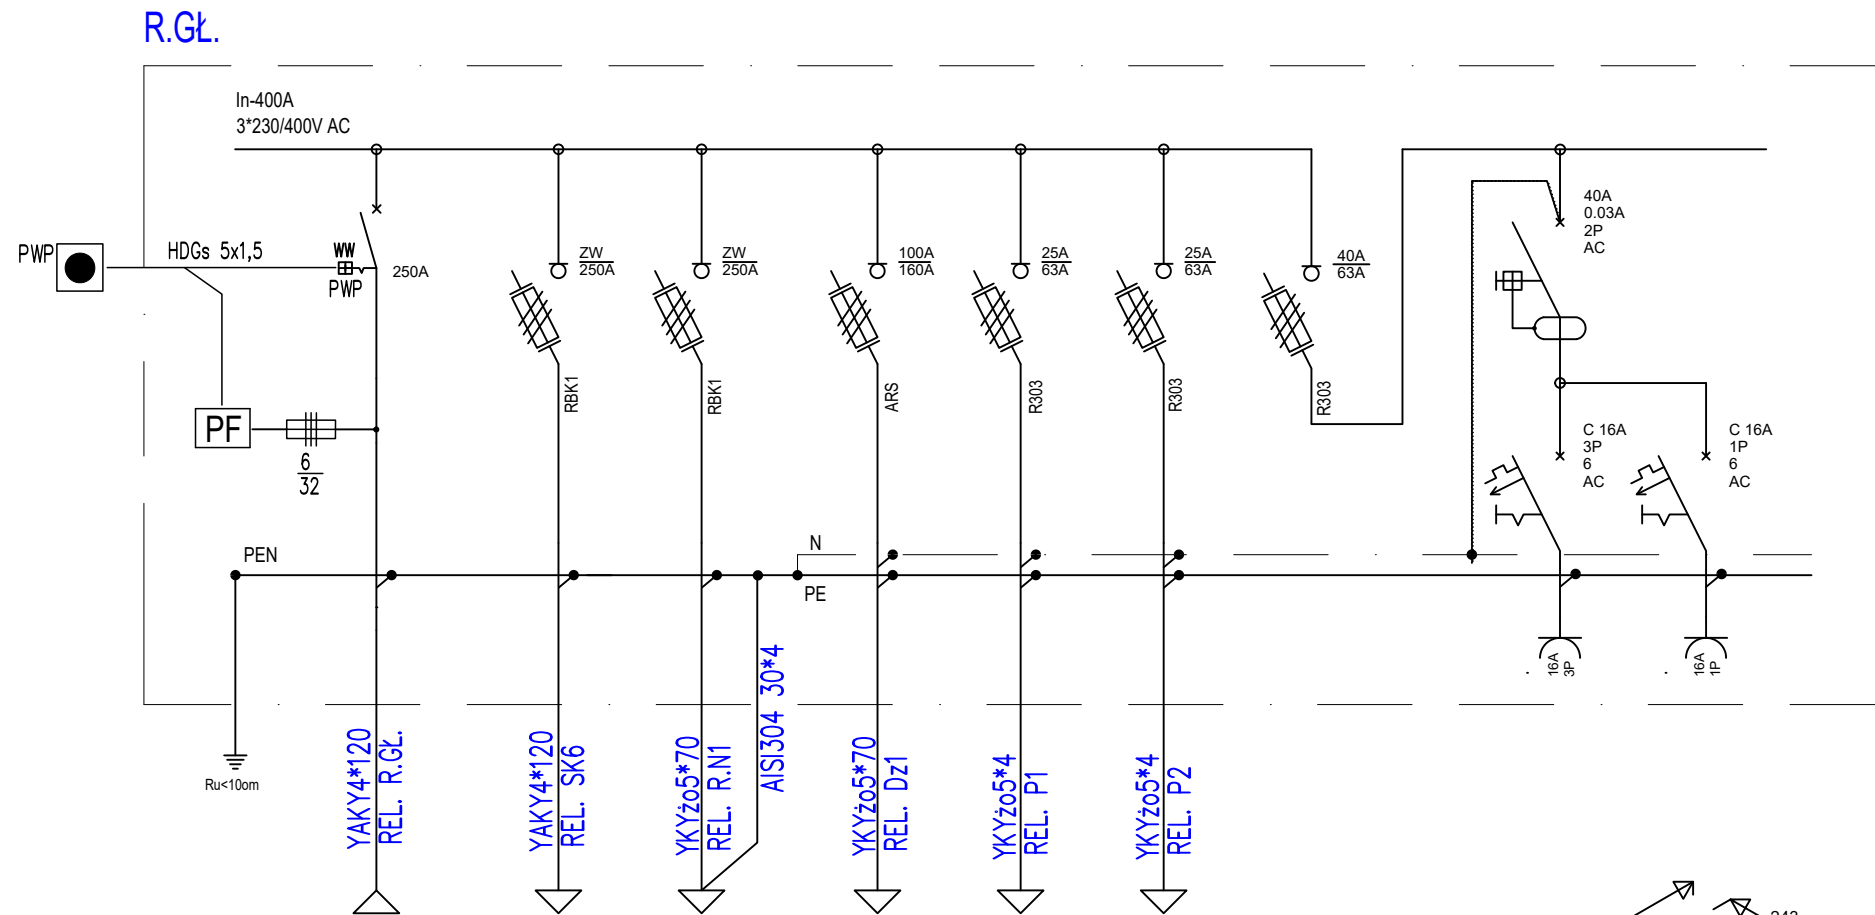 R.GŁ.
In-400A
3*230/400V AC
PWP
HDGs 5x1,5
WW
PWP
250A
ZW
250A
ZW
250A
100A
160A
25A
63A
25A
63A
40A
63A
40A
0.03A
2P
AC
RBK1
RBK1
ARS
R303
R303
R303
PF
6
32
C 16A
3P
6
AC
C 16A
1P
6
AC
PEN
N
PE
16A
3P
16A
1P
Ru<10om
YAKY4*120
REL. R.GŁ.
YAKY4*120
REL. SK6
YKYżo5*70
REL. R.N1
AISI304 30*4
YKYżo5*70
REL. Dz1
YKYżo5*4
REL. P1
YKYżo5*4
REL. P2